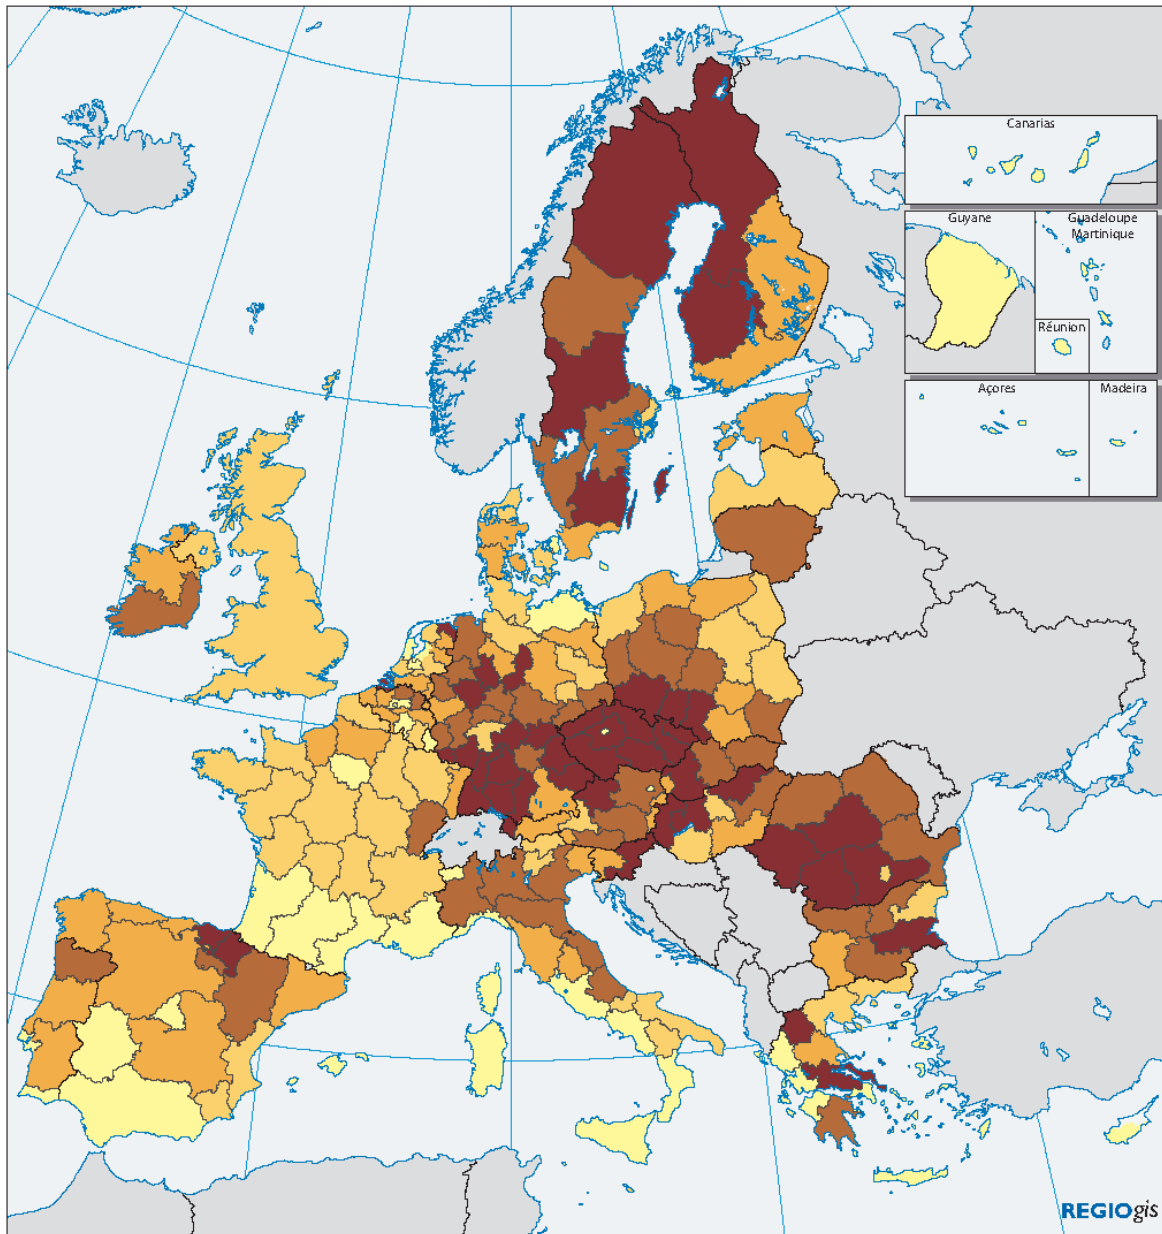 Canarias
Guyane
Guadeloupe
Martinique
Réunion
Açores
Madeira
REGIOgis